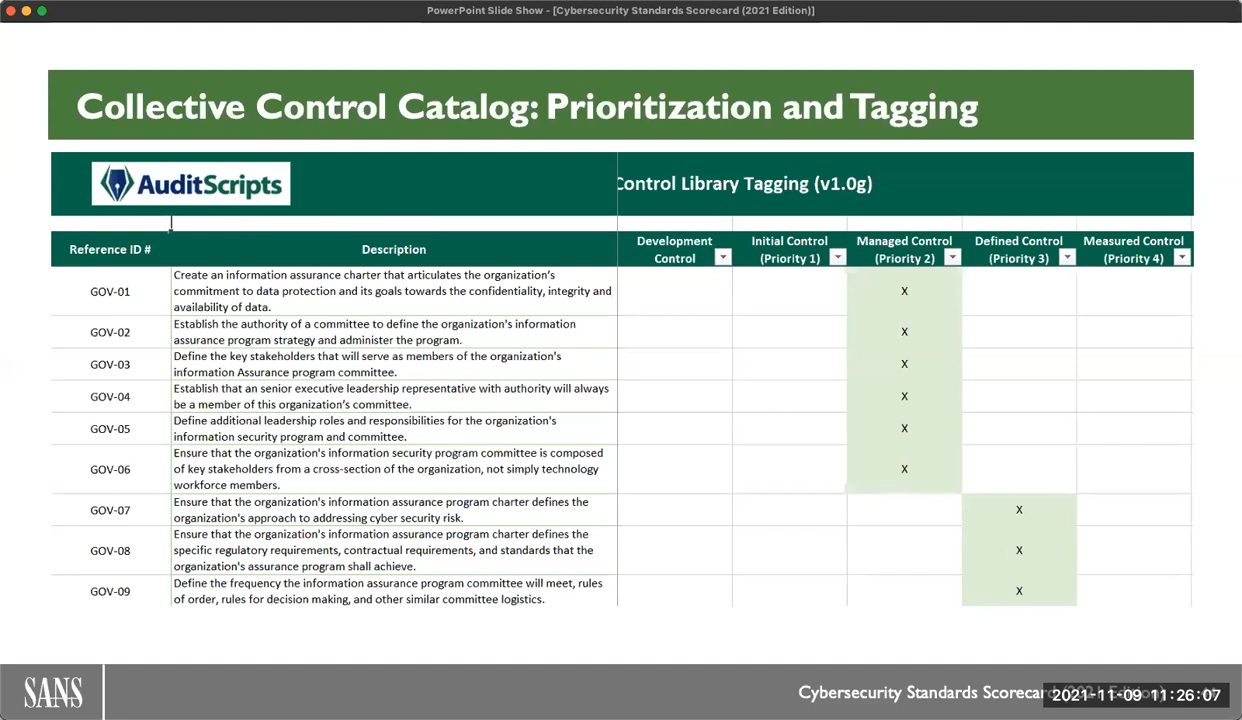 PowerPoint Slide Show - [Cybersecurity Standards Scorecard (2021 Edition)]
Collective Control Catalog: Prioritization and Tagging
AuditScripts
Control Library Tagging (v1.0g)
Reference ID #
Description
Development
Control
Initial Control
(Priority 1)
Managed Control
(Priority 2)
Defined Control
(Priority 3)
Measured Control
(Priority 4)
GOV-01
Create an information assurance charter that articulates the organization's
commitment to data protection and its goals towards the confidentiality, integrity and
availability of data.
X
GOV-02
Establish the authority of a committee to define the organization's information
assurance program strategy and administer the program.
X
GOV-03
Define the key stakeholders that will serve as members of the organization's
information Assurance program committee.
X
GOV-04
Establish that an senior executive leadership representative with authority will always
be a member of this organization's committee.
X
GOV-05
Define additional leadership roles and responsibilities for the organization's
information security program and committee.
X
GOV-06
Ensure that the organization's information security program committee is composed
of key stakeholders from a cross-section of the organization, not simply technology
workforce members.
X
GOV-07
Ensure that the organization's information assurance program charter defines the
organization's approach to addressing cyber security risk.
X
GOV-08
Ensure that the organization's information assurance program charter defines the
specific regulatory requirements, contractual requirements, and standards that the
organization's assurance program shall achieve.
X
GOV-09
Define the frequency the information assurance program committee will meet, rules
of order, rules for decision making, and other similar committee logistics.
X
SANS
Cybersecurity Standards Scorecard (2021 Edition)
2021-11-09 11:26:07